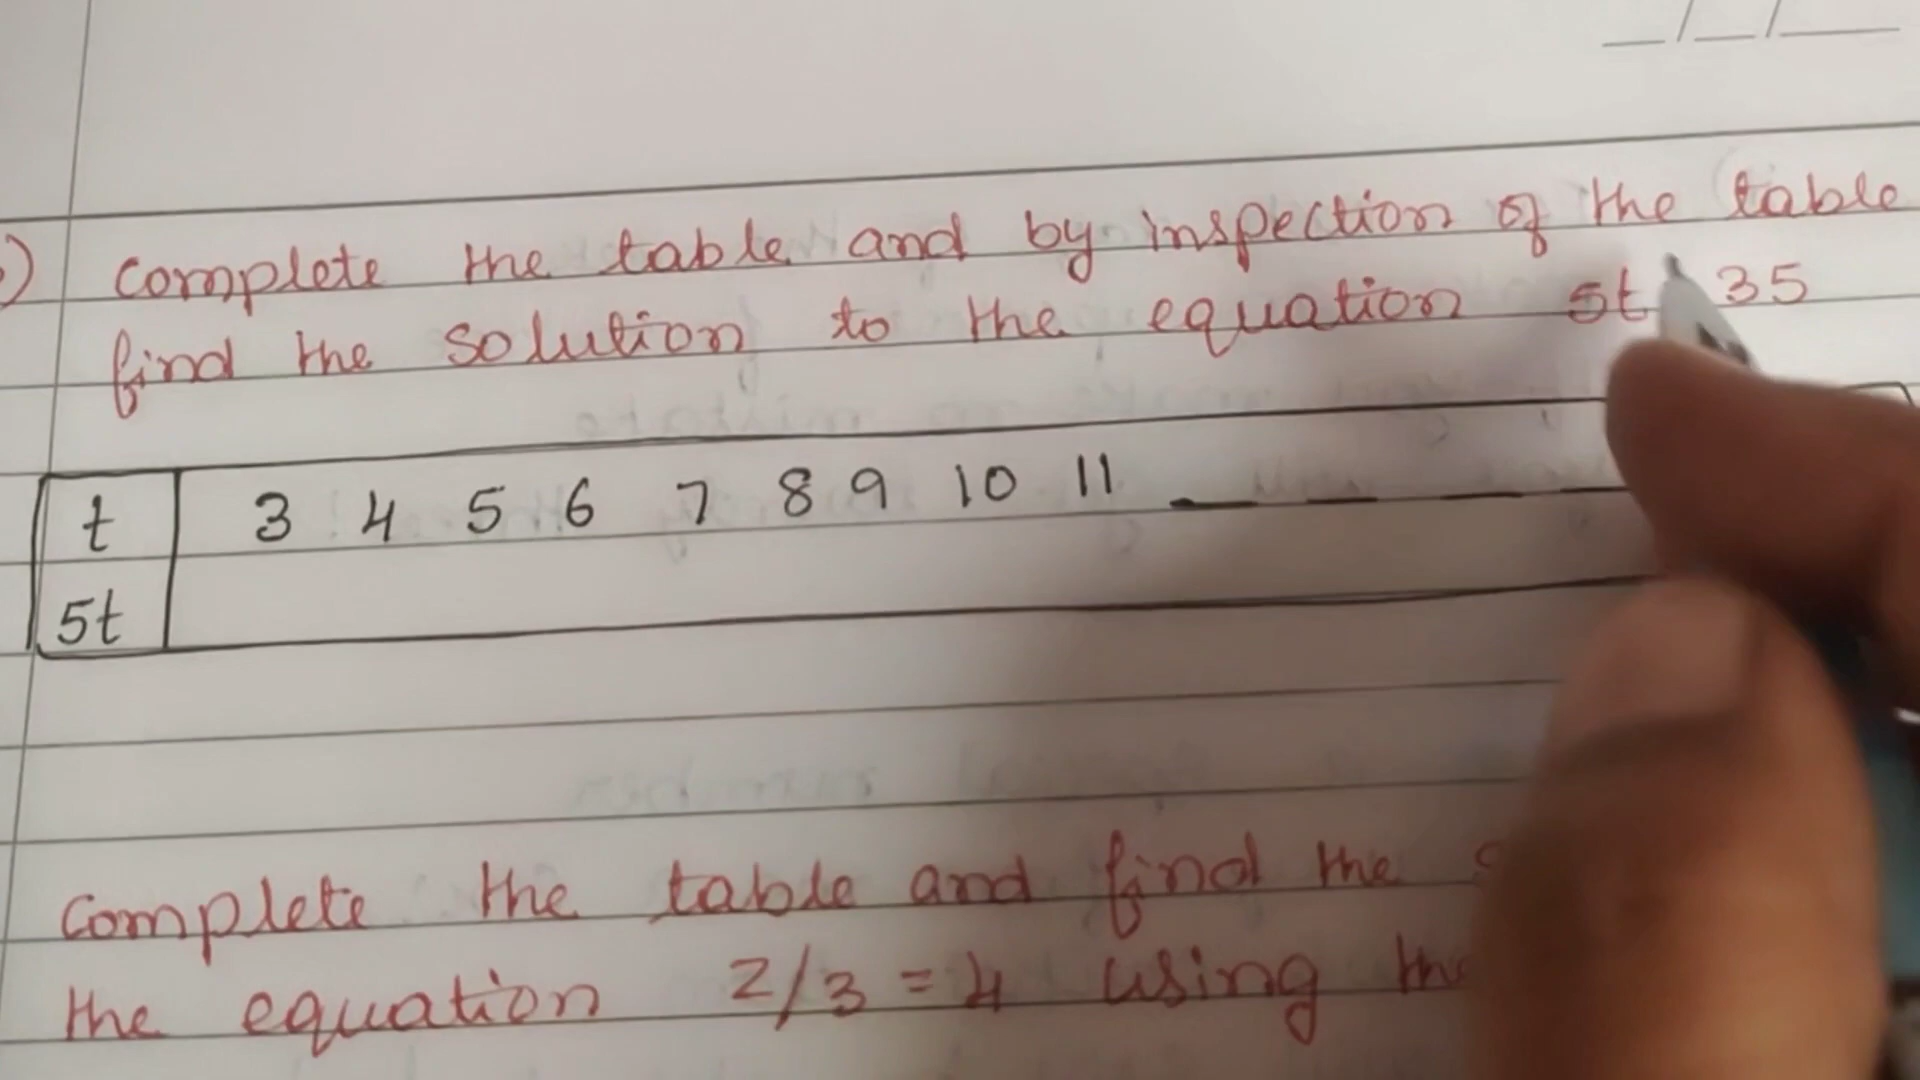 ) complete the table and by inspection of the table
find the solution to the equation 5t 35
t 3 4 5 6 7 8 9 10 11
5t
complete the table and find the
the equation z/3 = 4 using